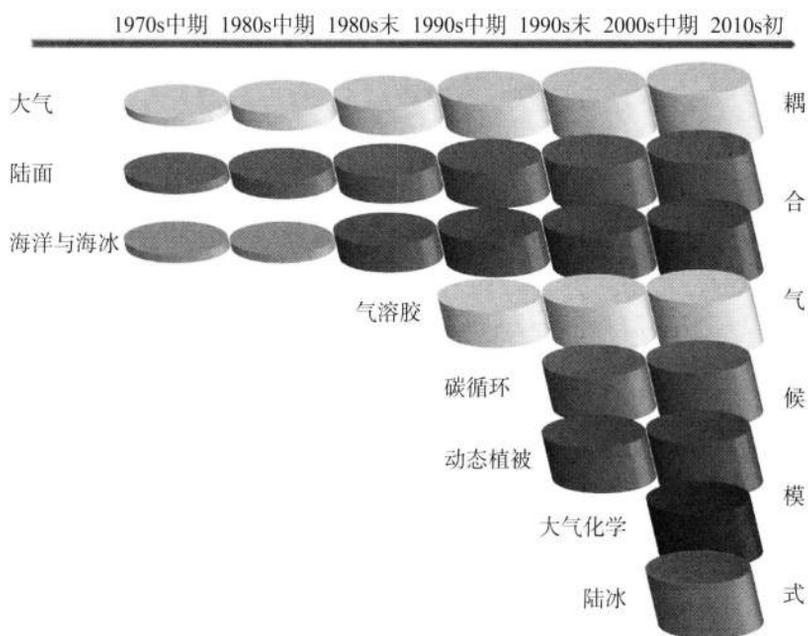 1970s中期 1980s中期 1980s末 1990s中期 1990s末 2000s中期 2010s初
大气
陆面
海洋与海冰
气溶胶
碳循环
动态植被
大气化学
陆冰
耦
合
气
候
模
式